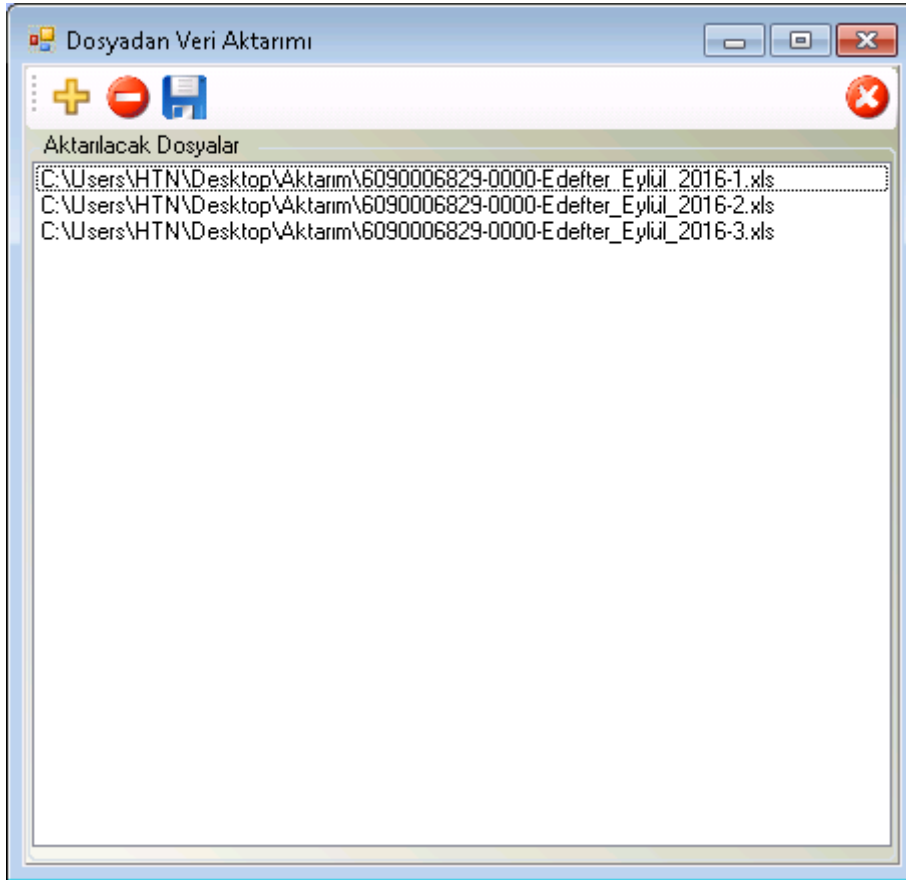 Dosyadan Veri Aktarımı
Aktarılacak Dosyalar
C:\Users\HTN\Desktop\Aktarım\6090006829-0000-Edefter_Eylül_2016-1.xls
C:\Users\HTN\Desktop\Aktarım\6090006829-0000-Edefter_Eylül_2016-2.xls
C:\Users\HTN\Desktop\Aktarım\6090006829-0000-Edefter_Eylül_2016-3.xls